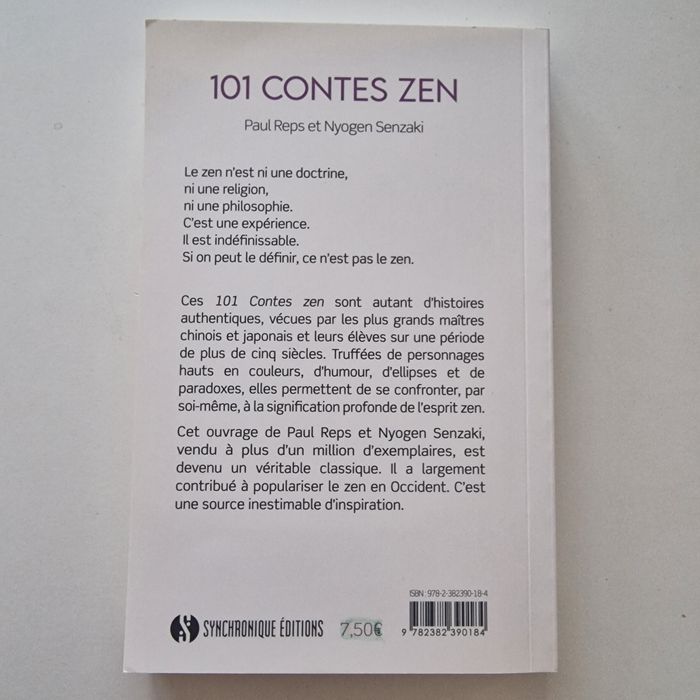 101 CONTES ZEN
Paul Reps et Nyogen Senzaki
Le zen n'est ni une doctrine,
ni une religion,
ni une philosophie.
C'est une expérience.
Il est indéfinissable.
Si on peut le définir, ce n'est pas le zen.
Ces 101 Contes zen sont autant d'histoires
authentiques, vécues par les plus grands maîtres
chinois et japonais et leurs élèves sur une période
de plus de cinq siècles. Truffées de personnages
hauts en couleurs, d'humour, d'ellipses et de
paradoxes, elles permettent de se confronter, par
soi-même, à la signification profonde de l'esprit zen.
Cet ouvrage de Paul Reps et Nyogen Senzaki,
vendu à plus d'un million d'exemplaires, est
devenu un véritable classique. Il a largement
contribué à populariser le zen en Occident. C'est
une source inestimable d'inspiration.
ISBN : 978-2-382390-18-4
SYNCHRONIQUE ÉDITIONS
7,50€
9 782382 390184